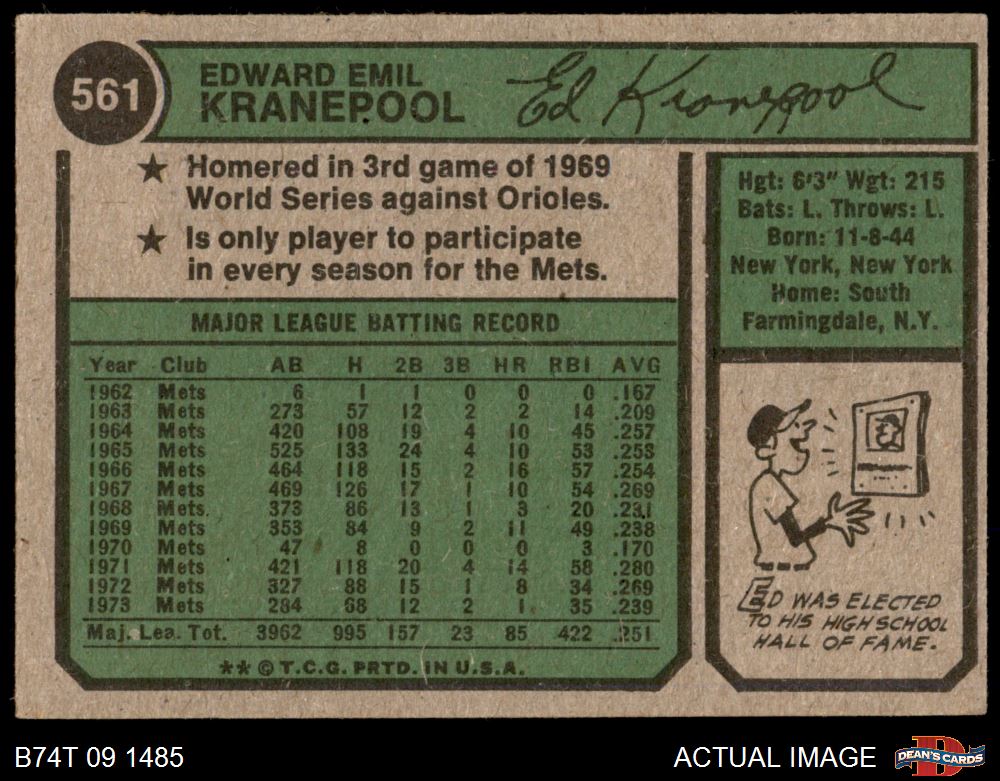 561
EDWARD EMIL
KRANEPOOL
Ed Kranepool
★ Homered in 3rd game of 1969
World Series against Orioles.
★ Is only player to participate
in every season for the Mets.
MAJOR LEAGUE BATTING RECORD
Year Club AB H 2B 3B HR RBI AVG
1962 Mets 6 1 1 0 0 0 .167
1963 Mets 273 57 12 2 2 14 .209
1964 Mets 420 108 19 4 10 45 .257
1965 Mets 525 133 24 4 10 53 .253
1966 Mets 464 118 15 2 16 57 .254
1967 Mets 469 126 17 1 10 54 .269
1968 Mets 373 86 13 1 3 20 .231
1969 Mets 353 84 9 2 11 49 .238
1970 Mets 47 8 0 0 0 3 .170
1971 Mets 421 118 20 4 14 58 .280
1972 Mets 327 88 15 1 8 34 .269
1973 Mets 284 68 12 2 1 35 .239
Maj. Lea. Tot. 3962 995 157 23 85 422 .251
** © T.C.G. PRTD. IN U.S.A.
Hgt: 6'3" Wgt: 215
Bats: L. Throws: L.
Born: 11-8-44
New York, New York
Home: South
Farmingdale, N.Y.
ED WAS ELECTED
TO HIS HIGH SCHOOL
HALL OF FAME.
B74T 09 1485
ACTUAL IMAGE
DEAN'S CARDS